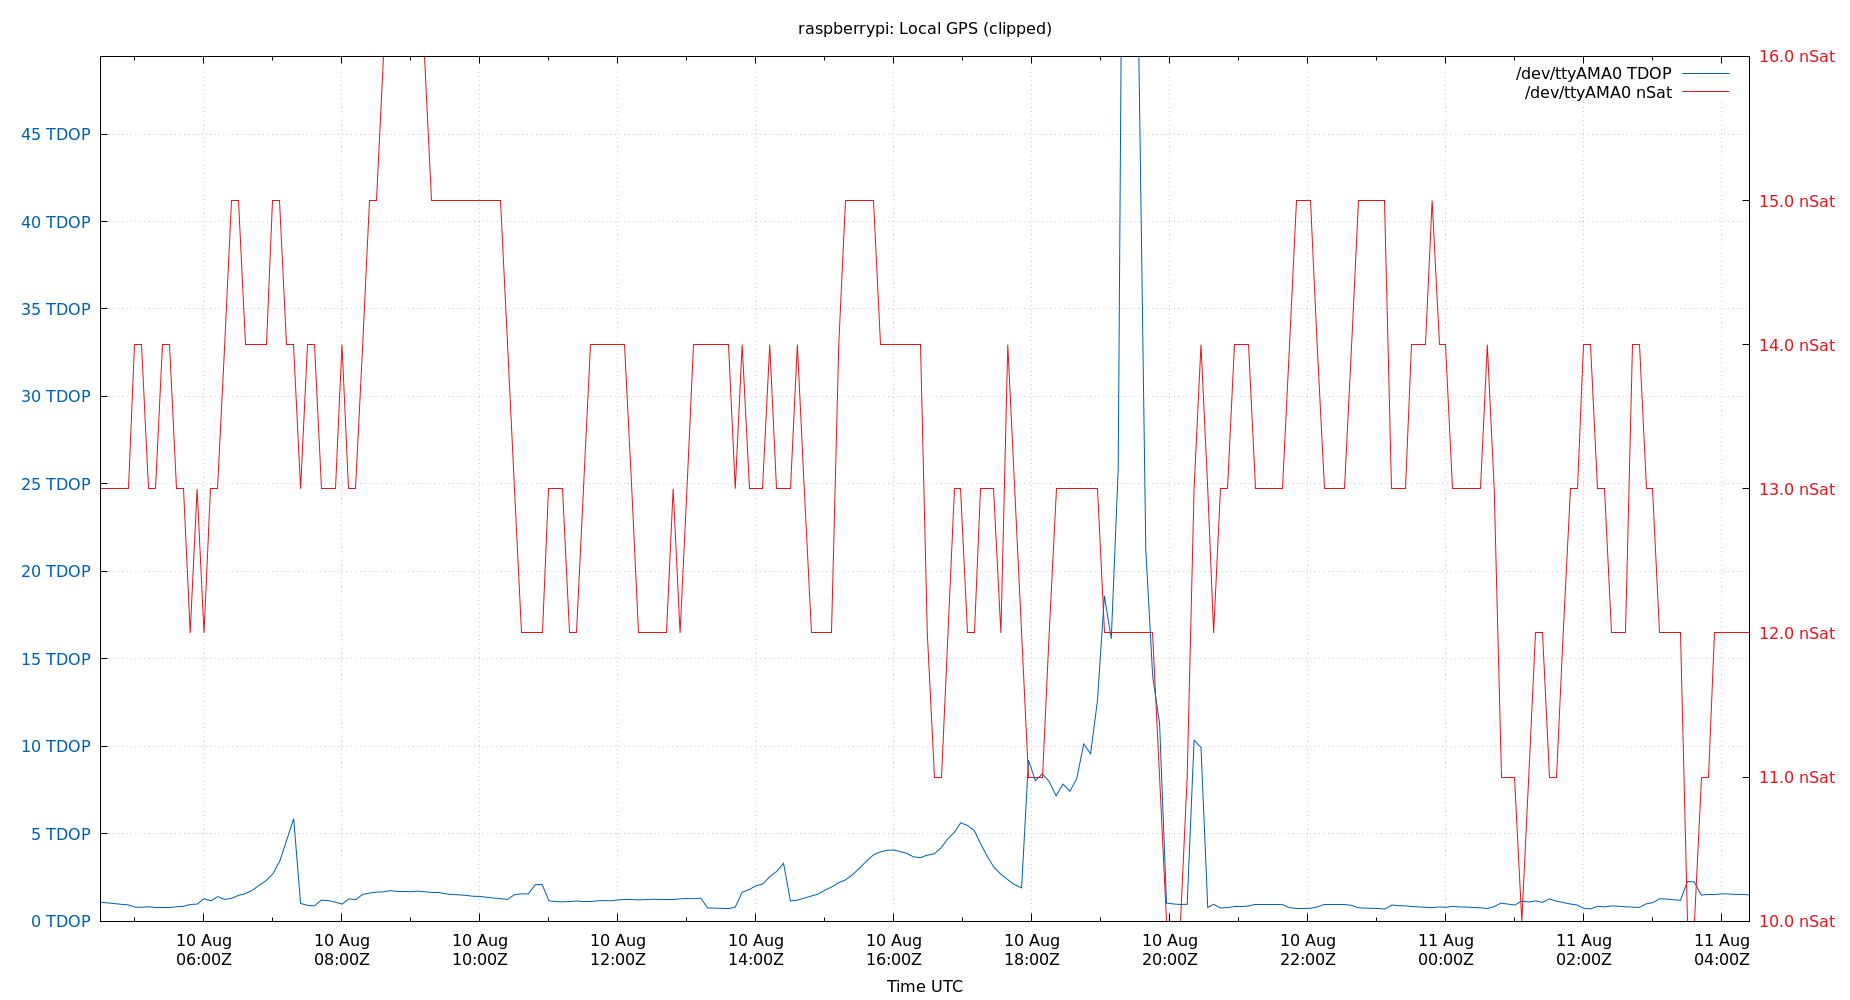 raspberrypi: Local GPS (clipped)
/dev/ttyAMA0 TDOP
/dev/ttyAMA0 nSat
45 TDOP
40 TDOP
35 TDOP
30 TDOP
25 TDOP
20 TDOP
15 TDOP
10 TDOP
5 TDOP
0 TDOP
16.0 nSat
15.0 nSat
14.0 nSat
13.0 nSat
12.0 nSat
11.0 nSat
10.0 nSat
10 Aug 10 Aug 10 Aug 10 Aug 10 Aug 10 Aug 10 Aug 10 Aug 10 Aug 11 Aug 11 Aug 11 Aug
06:00Z 08:00Z 10:00Z 12:00Z 14:00Z 16:00Z 18:00Z 20:00Z 22:00Z 00:00Z 02:00Z 04:00Z
Time UTC